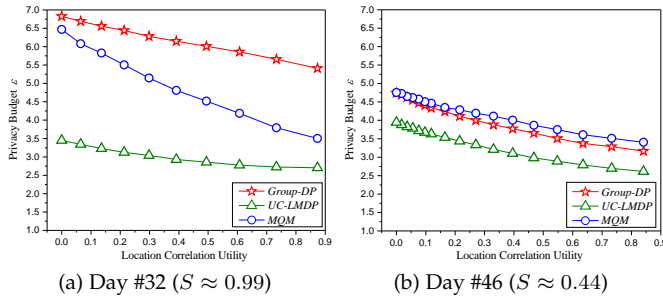 7.0
6.5
6.0
5.5
5.0
4.5
4.0
3.5
3.0
2.5
2.0
1.5
1.0
Privacy Budget ε
0.0 0.1 0.2 0.3 0.4 0.5 0.6 0.7 0.8 0.9
Location Correlation Utility
Group-DP
UC-LMDP
MQM
(a) Day #32 (S ≈ 0.99)
7.0
6.5
6.0
5.5
5.0
4.5
4.0
3.5
3.0
2.5
2.0
1.5
1.0
Privacy Budget ε
0.0 0.1 0.2 0.3 0.4 0.5 0.6 0.7 0.8 0.9
Location Correlation Utility
Group-DP
UC-LMDP
MQM
(b) Day #46 (S ≈ 0.44)